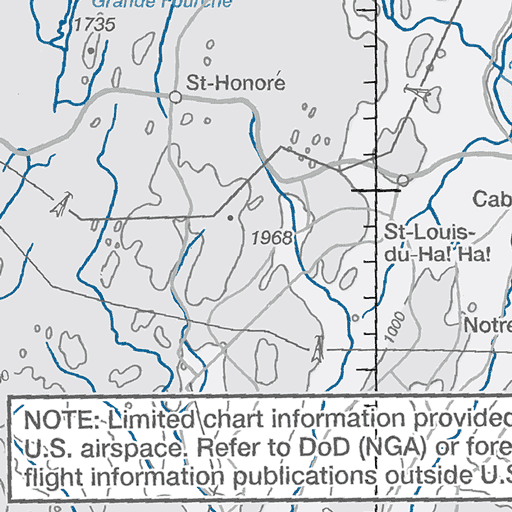 Grande Fourche
1735
St-Honoré
Cab
1968
St-Louis-
du-Ha! Ha!
1000
Notre
NOTE: Limited chart information provided
U.S. airspace. Refer to DoD (NGA) or fore
flight information publications outside U.S